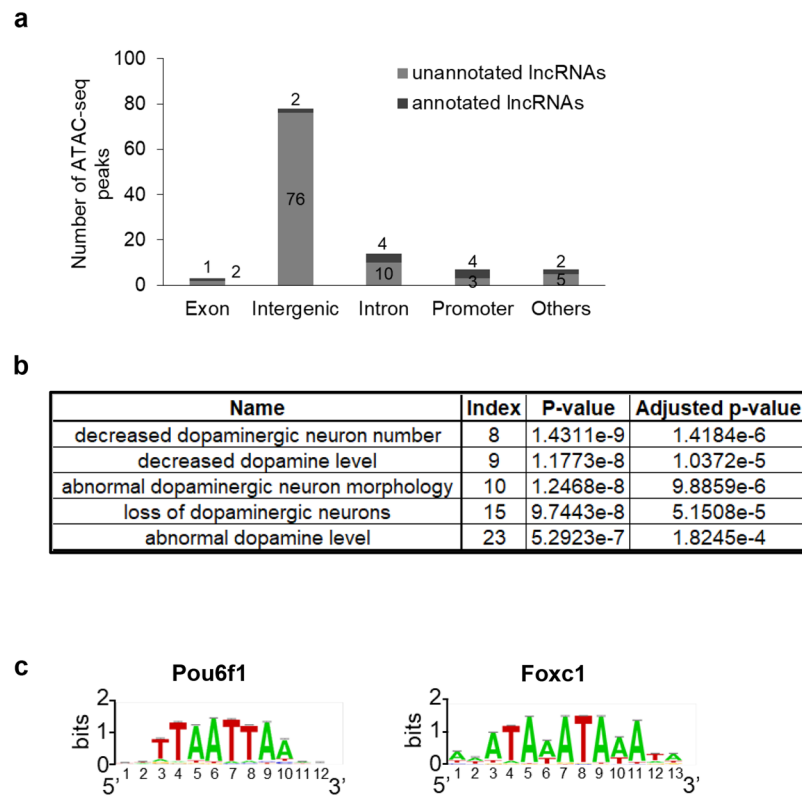 a
Number of ATAC-seq peaks
100
80
60
40
20
0
unannotated lncRNAs
annotated lncRNAs
1
2
2
76
4
10
4
3
2
5
Exon
Intergenic
Intron
Promoter
Others
b
Name Index P-value Adjusted p-value
decreased dopaminergic neuron number 8 1.4311e-9 1.4184e-6
decreased dopamine level 9 1.1773e-8 1.0372e-5
abnormal dopaminergic neuron morphology 10 1.2468e-8 9.8859e-6
loss of dopaminergic neurons 15 9.7443e-8 5.1508e-5
abnormal dopamine level 23 5.2923e-7 1.8245e-4
c
Pou6f1
bits
2
1
0
TTAATTAA
5' 1 2 3 4 5 6 7 8 9 10 11 12 3'
Foxc1
bits
2
1
0
A ATAAATAAA A
5' 1 2 3 4 5 6 7 8 9 10 11 12 13 3'